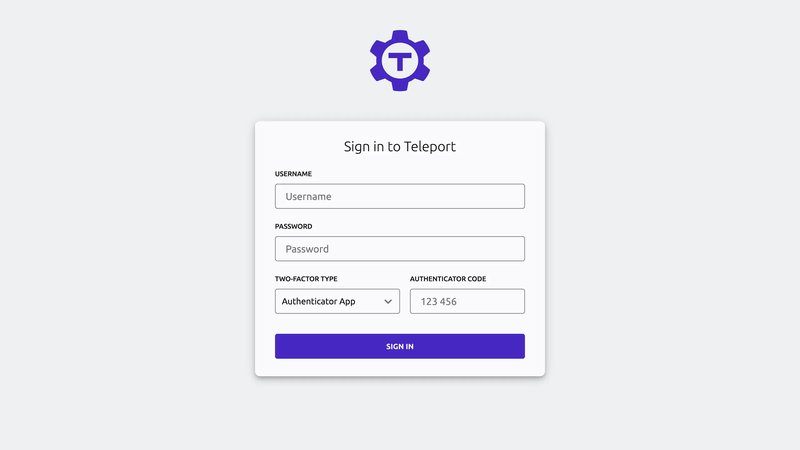 T
Sign in to Teleport
USERNAME
Username
PASSWORD
Password
TWO-FACTOR TYPE AUTHENTICATOR CODE
Authenticator App 123 456
SIGN IN